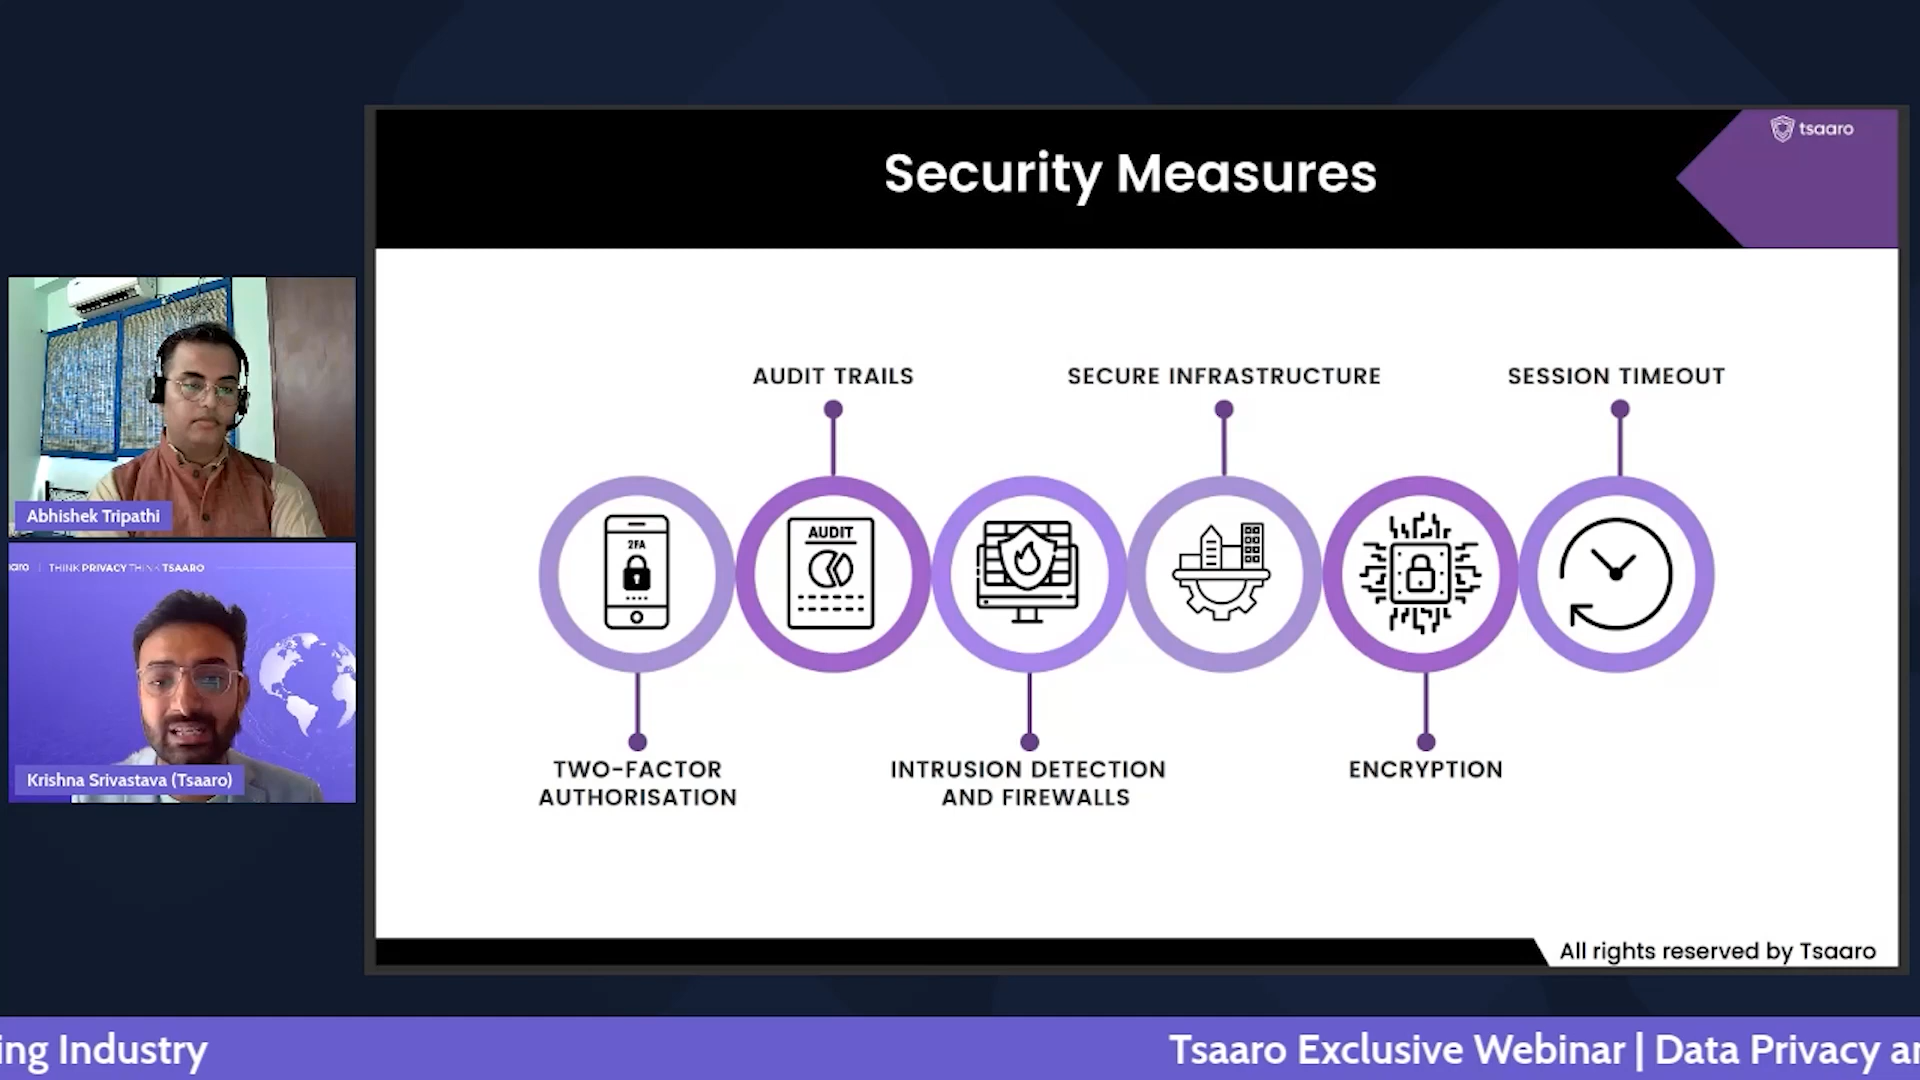 tsaaro
Security Measures
AUDIT TRAILS
SECURE INFRASTRUCTURE
SESSION TIMEOUT
2FA
AUDIT
TWO-FACTOR
AUTHORISATION
INTRUSION DETECTION
AND FIREWALLS
ENCRYPTION
Abhishek Tripathi
aro | THINK PRIVACY THINK TSAARO
Krishna Srivastava (Tsaaro)
All rights reserved by Tsaaro
ing Industry
Tsaaro Exclusive Webinar | Data Privacy an